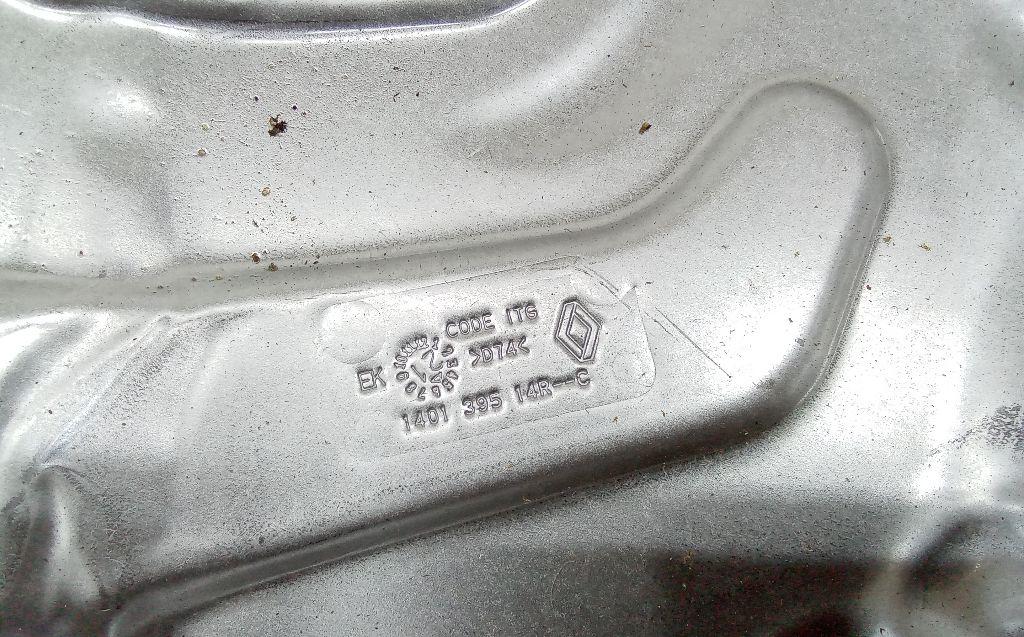 CODE ITG
>D74<
EK
1401 395 14R--C